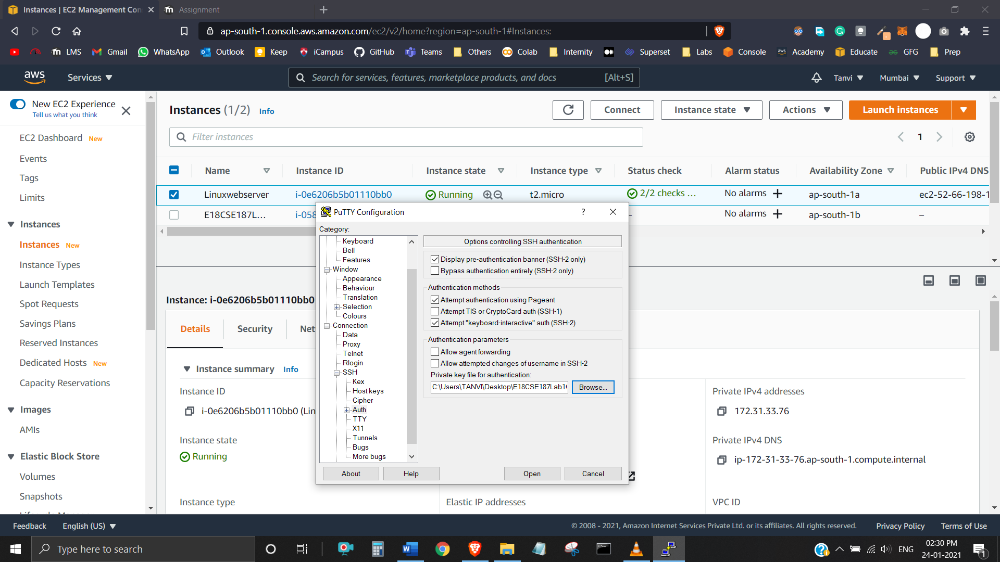 Instances | EC2 Management Con
Assignment
ap-south-1.console.aws.amazon.com/ec2/v2/home?region=ap-south-1#Instances:
LMS Gmail WhatsApp Outlook Keep iCampus GitHub Teams Others Colab Internity Superset Labs Console Academy Educate GFG Prep
aws Services Search for services, features, marketplace products, and docs [Alt+S] Tanvi Mumbai Support
New EC2 Experience
Tell us what you think
EC2 Dashboard New
Events
Tags
Limits
Instances
Instances New
Instance Types
Launch Templates
Spot Requests
Savings Plans
Reserved Instances
Dedicated Hosts New
Capacity Reservations
Images
AMIs
Elastic Block Store
Volumes
Snapshots
Instances (1/2) Info
Connect Instance state Actions Launch instances
Filter instances
1
Name Instance ID Instance state Instance type Status check Alarm status Availability Zone Public IPv4 DNS
Linuxwebserver i-0e6206b5b01110bb0 Running t2.micro 2/2 checks ... No alarms + ap-south-1a ec2-52-66-198-1
E18CSE187L... i-058 – No alarms + ap-south-1b –
Instance: i-0e6206b5b01110bb0
Details Security Net
Instance summary Info
Instance ID
i-0e6206b5b01110bb0 (Lin
Instance state
Running
Instance type
Elastic IP addresses
Private IPv4 addresses
172.31.33.76
Private IPv4 DNS
ip-172-31-33-76.ap-south-1.compute.internal
VPC ID
PuTTY Configuration ?
Category:
Keyboard
Bell
Features
Window
Appearance
Behaviour
Translation
Selection
Colours
Connection
Data
Proxy
Telnet
Rlogin
SSH
Kex
Host keys
Cipher
Auth
TTY
X11
Tunnels
Bugs
More bugs
Options controlling SSH authentication
Display pre-authentication banner (SSH-2 only)
Bypass authentication entirely (SSH-2 only)
Authentication methods
Attempt authentication using Pageant
Attempt TIS or CryptoCard auth (SSH-1)
Attempt "keyboard-interactive" auth (SSH-2)
Authentication parameters
Allow agent forwarding
Allow attempted changes of username in SSH-2
Private key file for authentication:
C:\Users\TANVI\Desktop\E18CSE187Lab1 Browse...
About Help Open Cancel
Feedback English (US) © 2008 - 2021, Amazon Internet Services Private Ltd. or its affiliates. All rights reserved. Privacy Policy Terms of Use
Type here to search
ENG
02:30 PM
24-01-2021
1